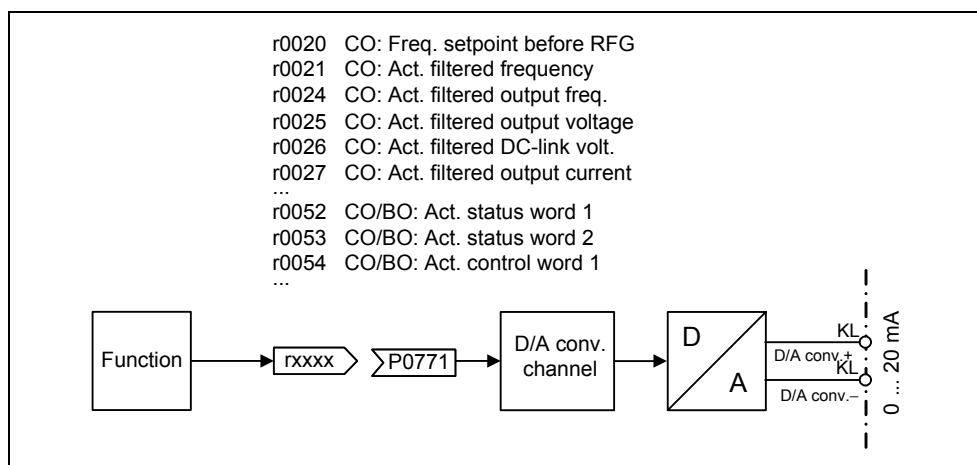 r0020 CO: Freq. setpoint before RFG
r0021 CO: Act. filtered frequency
r0024 CO: Act. filtered output freq.
r0025 CO: Act. filtered output voltage
r0026 CO: Act. filtered DC-link volt.
r0027 CO: Act. filtered output current
...
r0052 CO/BO: Act. status word 1
r0053 CO/BO: Act. status word 2
r0054 CO/BO: Act. control word 1
...
Function
rxxxx
P0771
D/A conv.
channel
D
A
KL
D/A conv.+
KL
D/A conv.−
0 ... 20 mA